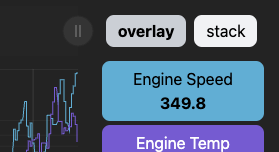 overlay stack
Engine Speed
349.8
Engine Temp